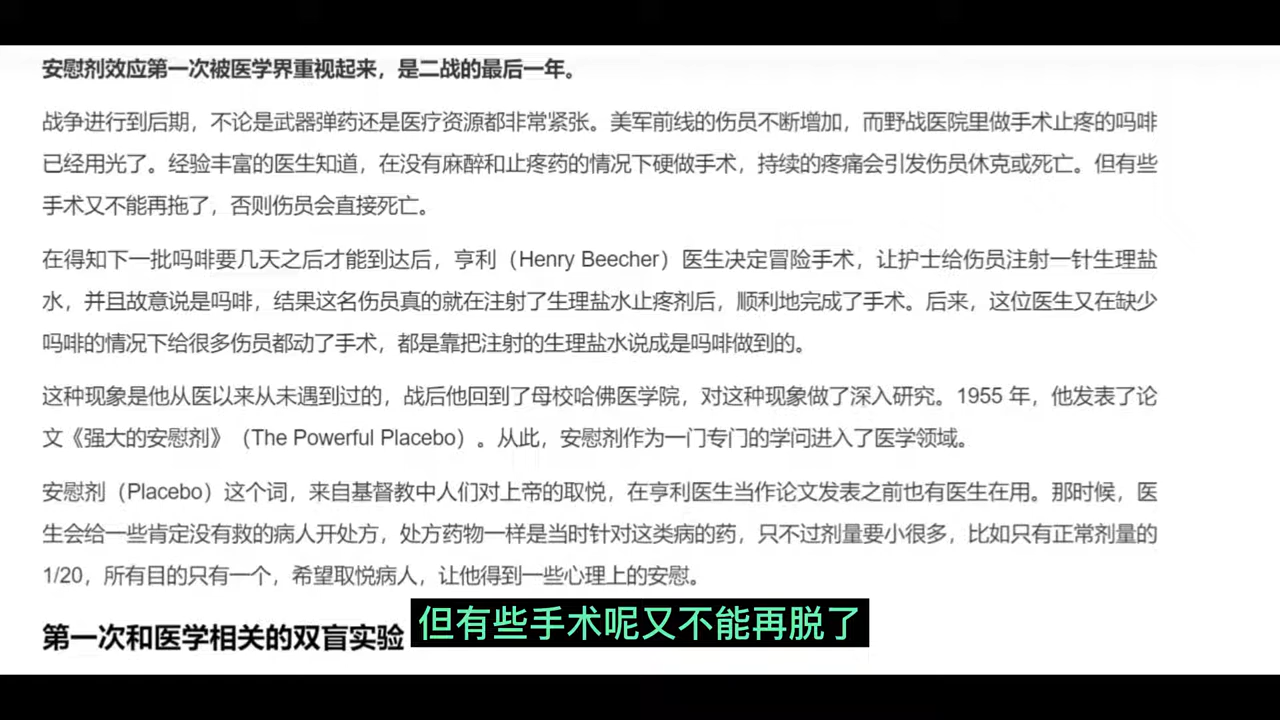 安慰剂效应第一次被医学界重视起来，是二战的最后一年。
战争进行到后期，不论是武器弹药还是医疗资源都非常紧张。美军前线的伤员不断增加，而野战医院里做手术止疼的吗啡
已经用光了。经验丰富的医生知道，在没有麻醉和止疼药的情况下硬做手术，持续的疼痛会引发伤员休克或死亡。但有些
手术又不能再拖了，否则伤员会直接死亡。
在得知下一批吗啡要几天之后才能到达后，亨利（Henry Beecher）医生决定冒险手术，让护士给伤员注射一针生理盐
水，并且故意说是吗啡，结果这名伤员真的就在注射了生理盐水止疼剂后，顺利地完成了手术。后来，这位医生又在缺少
吗啡的情况下给很多伤员都动了手术，都是靠把注射的生理盐水说成是吗啡做到的。
这种现象是他从医以来从未遇到过的，战后他回到了母校哈佛医学院，对这种现象做了深入研究。1955 年，他发表了论
文《强大的安慰剂》（The Powerful Placebo）。从此，安慰剂作为一门专门的学问进入了医学领域。
安慰剂（Placebo）这个词，来自基督教中人们对上帝的取悦，在亨利医生当作论文发表之前也有医生在用。那时候，医
生会给一些肯定没有救的病人开处方，处方药物一样是当时针对这类病的药，只不过剂量要小很多，比如只有正常剂量的
1/20，所有目的只有一个，希望取悦病人，让他得到一些心理上的安慰。
第一次和医学相关的双盲实验
但有些手术呢又不能再脱了